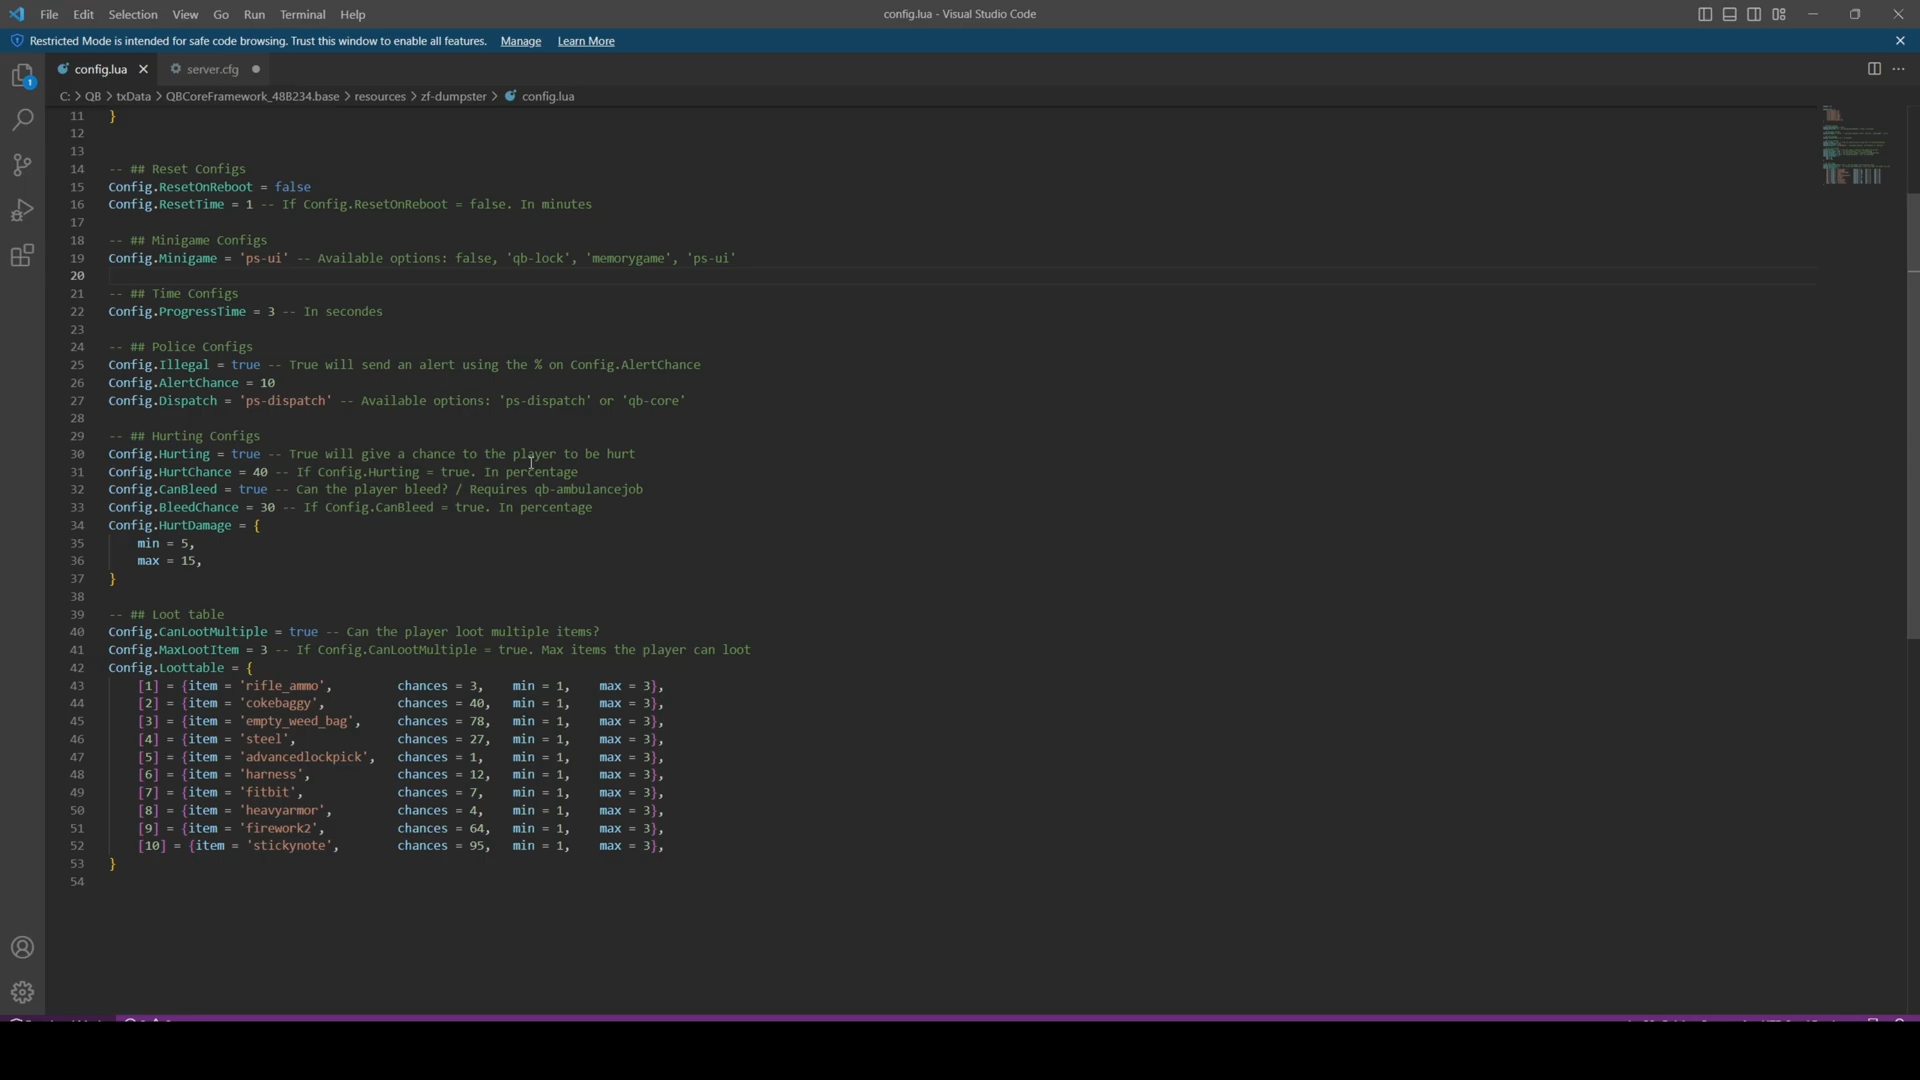 File Edit Selection View Go Run Terminal Help
config.lua - Visual Studio Code
Restricted Mode is intended for safe code browsing. Trust this window to enable all features. Manage Learn More
config.lua
server.cfg
C: > QB > txData > QBCoreFramework_48B234.base > resources > zf-dumpster > config.lua
11 }
12
13
14 -- ## Reset Configs
15 Config.ResetOnReboot = false
16 Config.ResetTime = 1 -- If Config.ResetOnReboot = false. In minutes
17
18 -- ## Minigame Configs
19 Config.Minigame = 'ps-ui' -- Available options: false, 'qb-lock', 'memorygame', 'ps-ui'
20
21 -- ## Time Configs
22 Config.ProgressTime = 3 -- In secondes
23
24 -- ## Police Configs
25 Config.Illegal = true -- True will send an alert using the % on Config.AlertChance
26 Config.AlertChance = 10
27 Config.Dispatch = 'ps-dispatch' -- Available options: 'ps-dispatch' or 'qb-core'
28
29 -- ## Hurting Configs
30 Config.Hurting = true -- True will give a chance to the player to be hurt
31 Config.HurtChance = 40 -- If Config.Hurting = true. In percentage
32 Config.CanBleed = true -- Can the player bleed? / Requires qb-ambulancejob
33 Config.BleedChance = 30 -- If Config.CanBleed = true. In percentage
34 Config.HurtDamage = {
35 min = 5,
36 max = 15,
37 }
38
39 -- ## Loot table
40 Config.CanLootMultiple = true -- Can the player loot multiple items?
41 Config.MaxLootItem = 3 -- If Config.CanLootMultiple = true. Max items the player can loot
42 Config.Loottable = {
43 [1] = {item = 'rifle_ammo', chances = 3, min = 1, max = 3},
44 [2] = {item = 'cokebaggy', chances = 40, min = 1, max = 3},
45 [3] = {item = 'empty_weed_bag', chances = 78, min = 1, max = 3},
46 [4] = {item = 'steel', chances = 27, min = 1, max = 3},
47 [5] = {item = 'advancedlockpick', chances = 1, min = 1, max = 3},
48 [6] = {item = 'harness', chances = 12, min = 1, max = 3},
49 [7] = {item = 'fitbit', chances = 7, min = 1, max = 3},
50 [8] = {item = 'heavyarmor', chances = 4, min = 1, max = 3},
51 [9] = {item = 'firework2', chances = 64, min = 1, max = 3},
52 [10] = {item = 'stickynote', chances = 95, min = 1, max = 3},
53 }
54